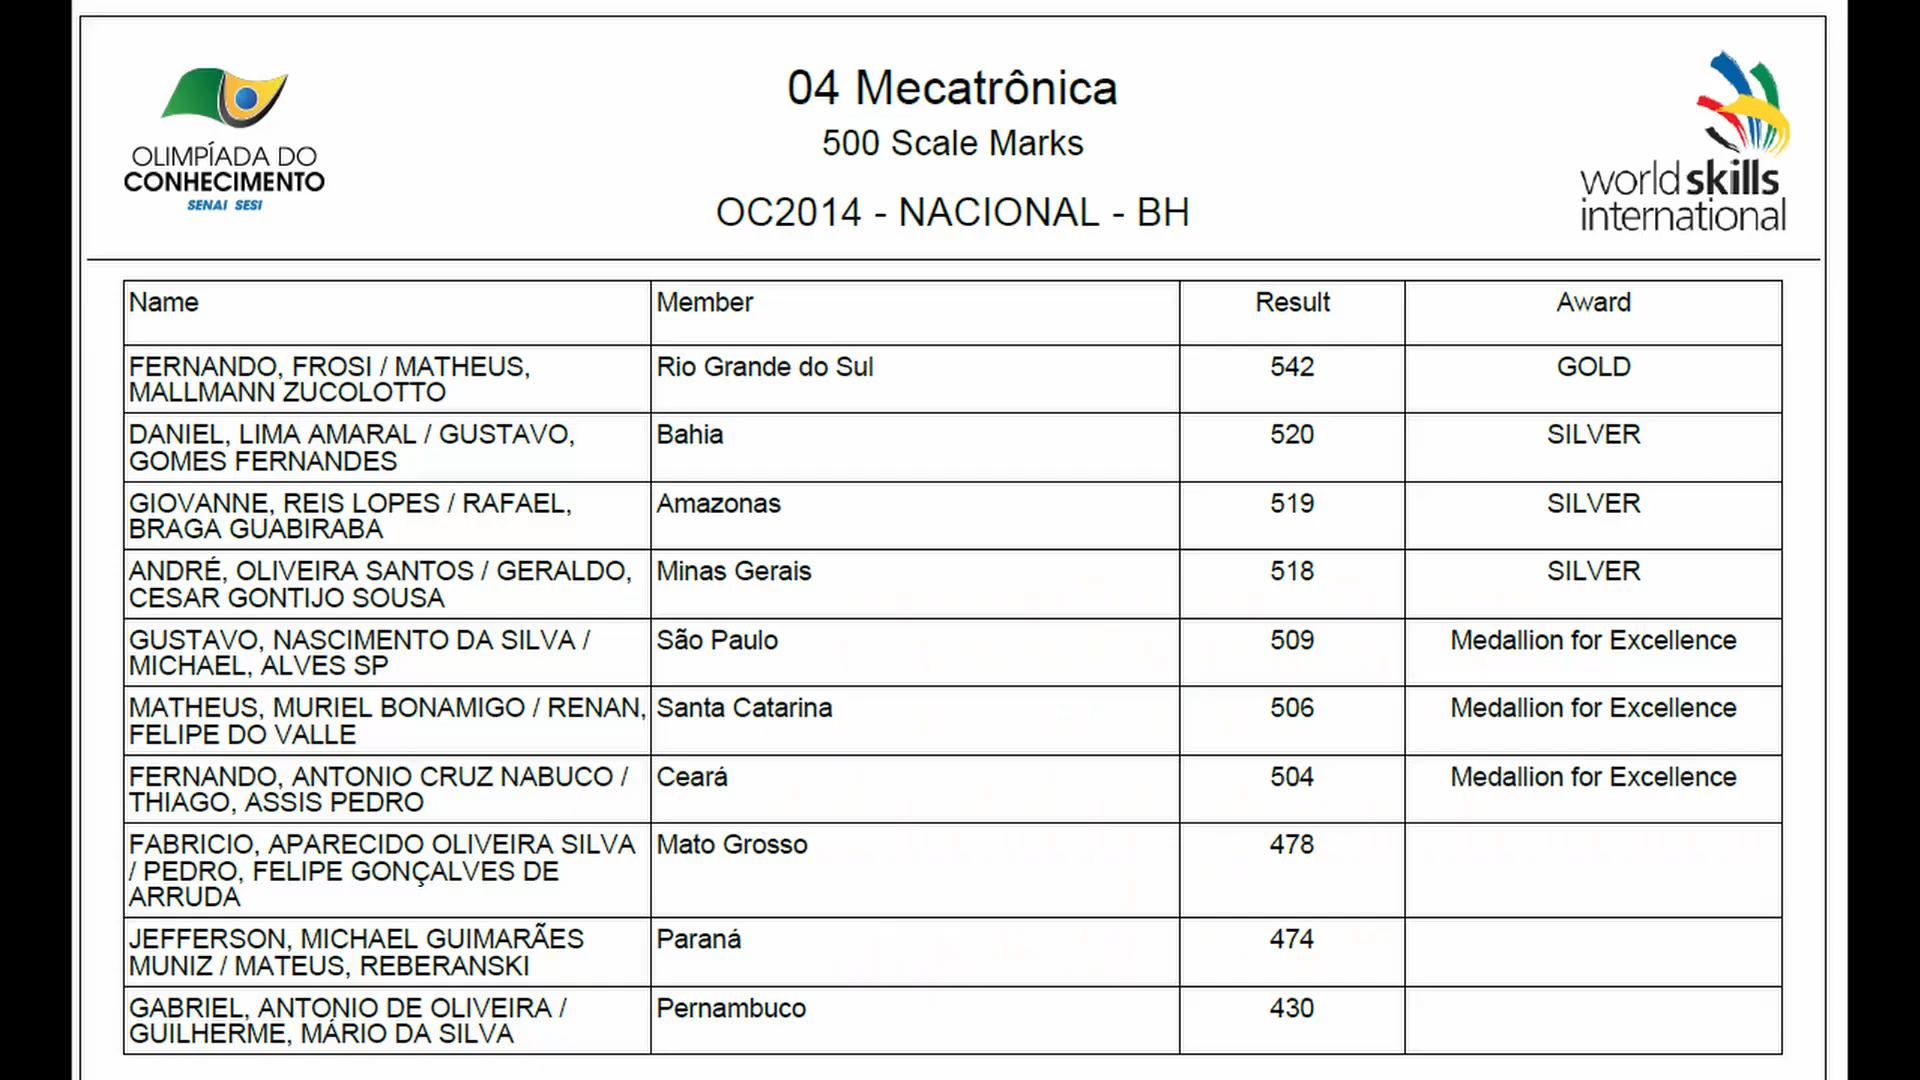 OLIMPÍADA DO
CONHECIMENTO
SENAI SESI
04 Mecatrônica
500 Scale Marks
OC2014 - NACIONAL - BH
world skills
international
Name Member Result Award
FERNANDO, FROSI / MATHEUS, Rio Grande do Sul 542 GOLD
MALLMANN ZUCOLOTTO
DANIEL, LIMA AMARAL / GUSTAVO, Bahia 520 SILVER
GOMES FERNANDES
GIOVANNE, REIS LOPES / RAFAEL, Amazonas 519 SILVER
BRAGA GUABIRABA
ANDRÉ, OLIVEIRA SANTOS / GERALDO, Minas Gerais 518 SILVER
CESAR GONTIJO SOUSA
GUSTAVO, NASCIMENTO DA SILVA / São Paulo 509 Medallion for Excellence
MICHAEL, ALVES SP
MATHEUS, MURIEL BONAMIGO / RENAN, Santa Catarina 506 Medallion for Excellence
FELIPE DO VALLE
FERNANDO, ANTONIO CRUZ NABUCO / Ceará 504 Medallion for Excellence
THIAGO, ASSIS PEDRO
FABRICIO, APARECIDO OLIVEIRA SILVA Mato Grosso 478
/ PEDRO, FELIPE GONÇALVES DE
ARRUDA
JEFFERSON, MICHAEL GUIMARÃES Paraná 474
MUNIZ / MATEUS, REBERANSKI
GABRIEL, ANTONIO DE OLIVEIRA / Pernambuco 430
GUILHERME, MÁRIO DA SILVA